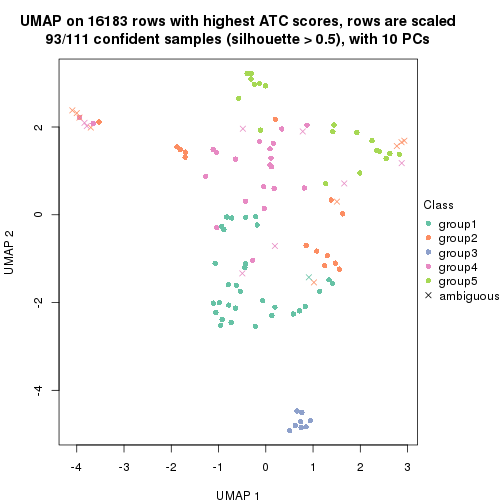 UMAP on 16183 rows with highest ATC scores, rows are scaled
93/111 confident samples (silhouette > 0.5), with 10 PCs
2
0
-2
-4
UMAP 2
-4 -3 -2 -1 0 1 2 3
UMAP 1
Class
group1
group2
group3
group4
group5
ambiguous